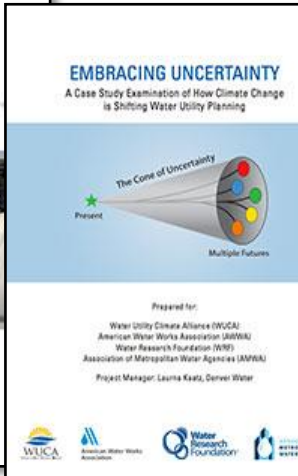 EMBRACING UNCERTAINTY
A Case Study Examination of How Climate Change
is Shifting Water Utility Planning
The Cone of Uncertainty
Present
Multiple Futures
Prepared for:
Water Utility Climate Alliance (WUCA)
American Water Works Association (AWWA)
Water Research Foundation (WRF)
Association of Metropolitan Water Agencies (AMWA)
Project Manager: Laurna Kaatz, Denver Water
WUCA
American Water Works
Association
Water
Research
Foundation